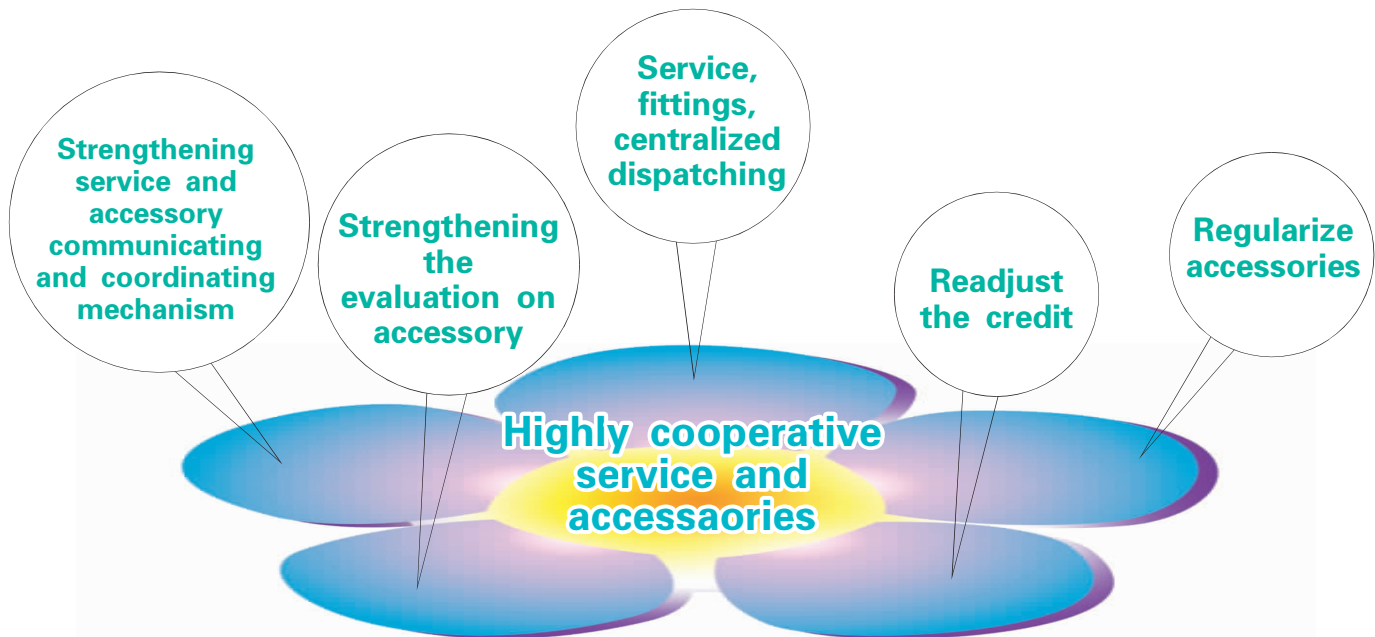 Strengthening
service and
accessory
communicating
and coordinating
mechanism
Strengthening
the
evaluation on
accessory
Service,
fittings,
centralized
dispatching
Readjust
the credit
Regularize
accessories
Highly cooperative
service and
accessaories